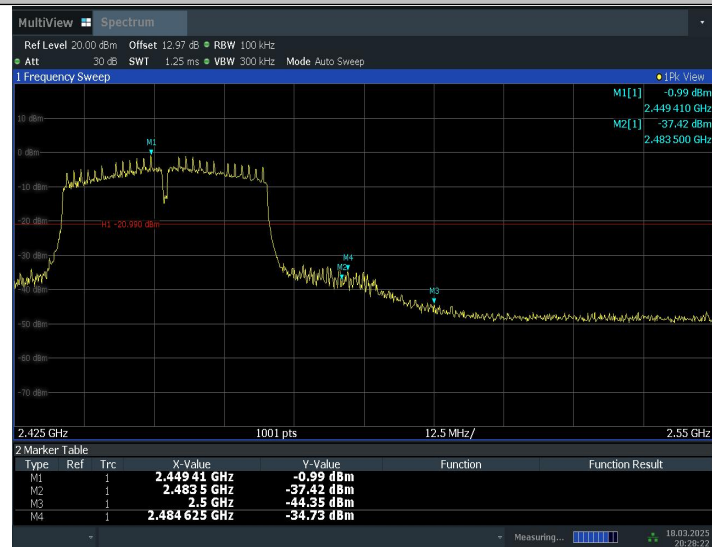 MultiView Spectrum
Ref Level 20.00 dBm Offset 12.97 dB RBW 100 kHz
Att 30 dB SWT 1.25 ms VBW 300 kHz Mode Auto Sweep
1 Frequency Sweep 1Pk View
M1[1] -0.99 dBm
2.449 410 GHz
M2[1] -37.42 dBm
2.483 500 GHz
10 dBm
M1
0 dBm
-10 dBm
-20 dBm
H1 -20.990 dBm
-30 dBm
M4
M2
-40 dBm
M3
-50 dBm
-60 dBm
-70 dBm
2.425 GHz 1001 pts 12.5 MHz/ 2.55 GHz
2 Marker Table
Type Ref Trc X-Value Y-Value Function Function Result
M1 1 2.449 41 GHz -0.99 dBm
M2 1 2.483 5 GHz -37.42 dBm
M3 1 2.5 GHz -44.35 dBm
M4 1 2.484 625 GHz -34.73 dBm
Measuring... 18.03.2025
20:28:22